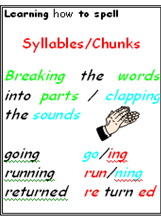 Learning how to spell
Syllables/Chunks
Breaking the words
into parts / clapping
the sounds
going go/ing
running run/ning
returned re turn ed